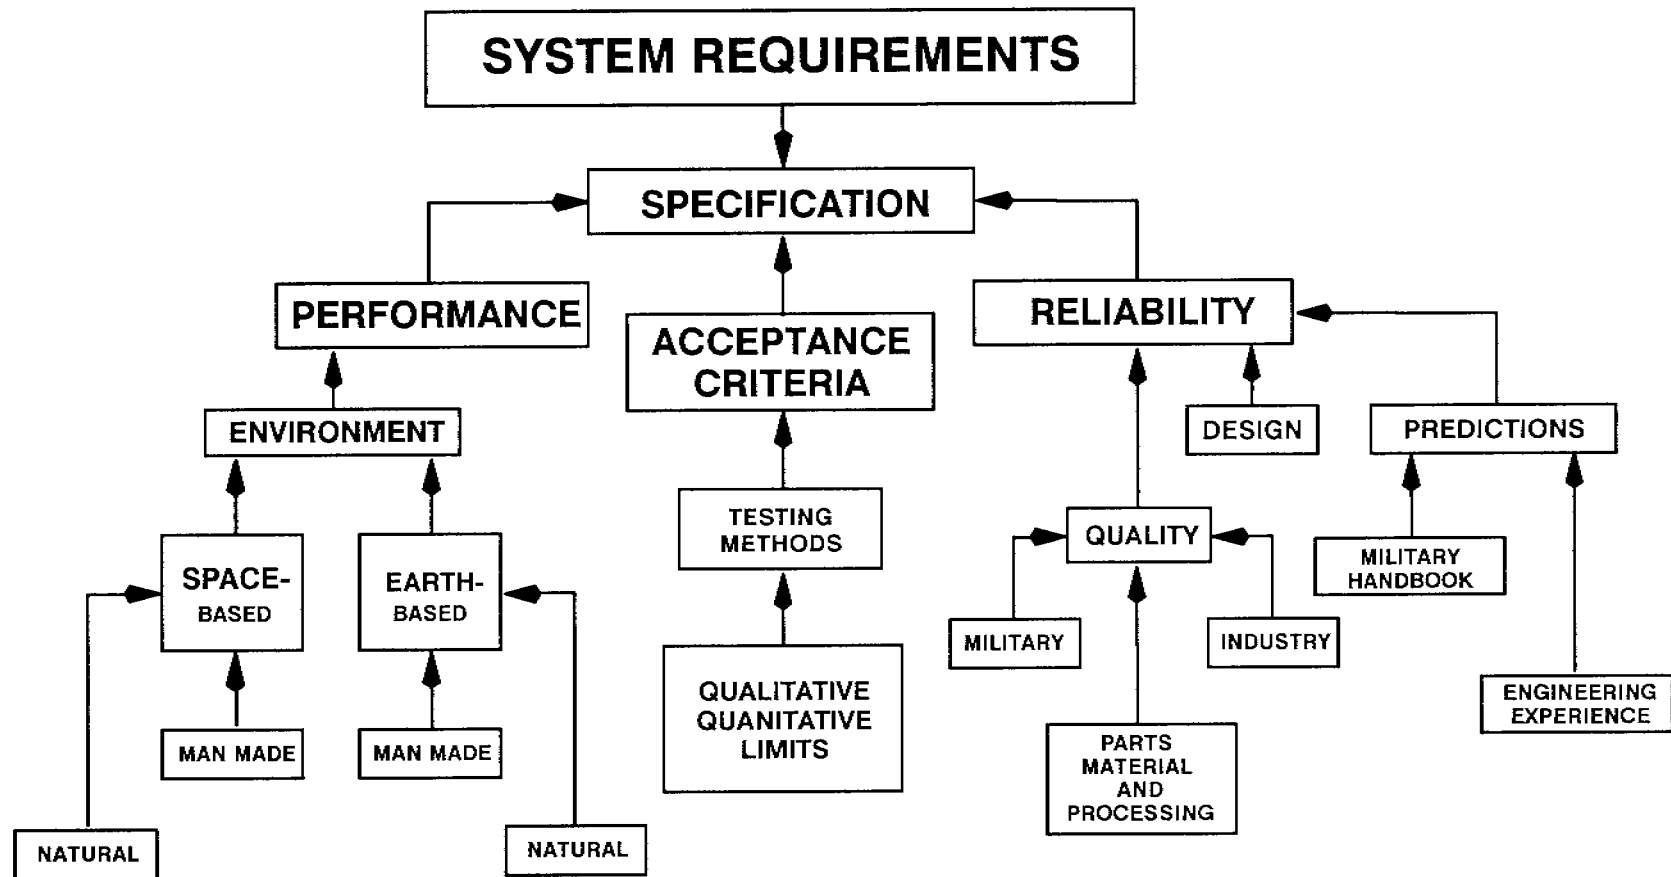 SYSTEM REQUIREMENTS
SPECIFICATION
PERFORMANCE
ACCEPTANCE
CRITERIA
RELIABILITY
ENVIRONMENT
DESIGN
PREDICTIONS
TESTING
METHODS
QUALITY
MILITARY
HANDBOOK
SPACE-
BASED
EARTH-
BASED
MILITARY
INDUSTRY
QUALITATIVE
QUANITATIVE
LIMITS
ENGINEERING
EXPERIENCE
MAN MADE
MAN MADE
PARTS
MATERIAL
AND
PROCESSING
NATURAL
NATURAL